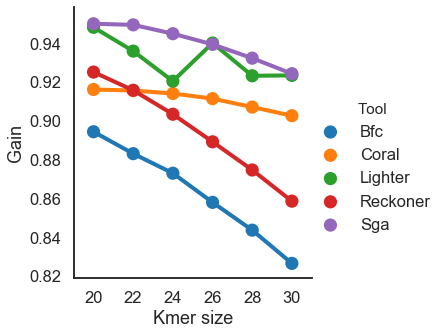 0.94
0.92
0.90
0.88
0.86
0.84
0.82
Gain
20 22 24 26 28 30
Kmer size
Tool
Bfc
Coral
Lighter
Reckoner
Sga